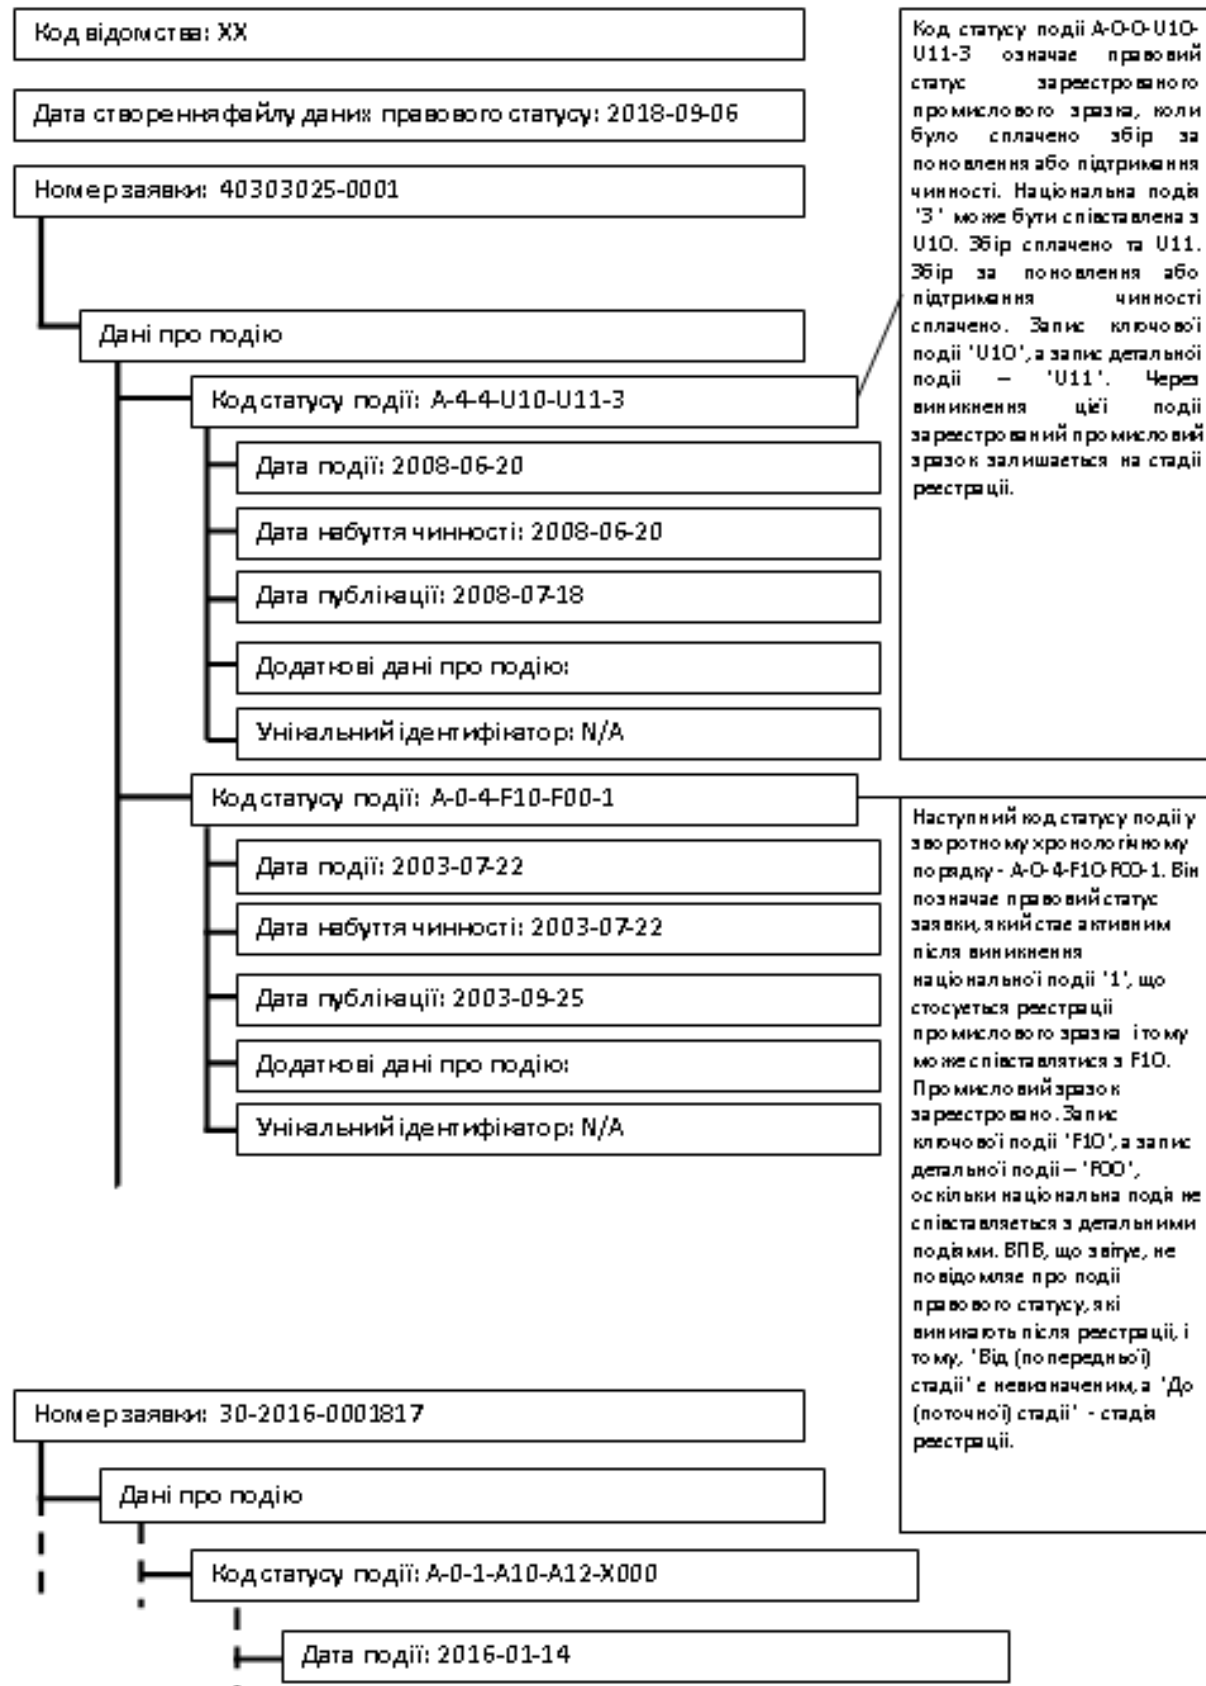 Код відомства: XX
Дата створення файлу даних правового статусу: 2018-09-06
Номер заявки: 40303025-0001
Дані про подію
Код статусу події: A-4-4-U10-U11-3
Дата події: 2008-06-20
Дата набуття чинності: 2008-06-20
Дата публікації: 2008-07-18
Додаткові дані про подію:
Унікальний ідентифікатор: N/A
Код статусу події: A-0-4-F10-F00-1
Дата події: 2003-07-22
Дата набуття чинності: 2003-07-22
Дата публікації: 2003-09-25
Додаткові дані про подію:
Унікальний ідентифікатор: N/A
Номер заявки: 30-2016-0001817
Дані про подію
Код статусу події: A-0-1-A10-A12-X000
Дата події: 2016-01-14
Код статусу події A-0-0-U10-
U11-3 означає правовий
статус зареєстрованого
промислового зразка, коли
було сплачено збір за
поновлення або підтримання
чинності. Національна подія
'3' може бути співставлена з
U10. Збір сплачено та U11.
Збір за поновлення або
підтримання чинності
сплачено. Запис ключової
події 'U10', а запис детальної
події – 'U11'. Через
виникнення цієї події
зареєстрований промисловий
зразок залишається на стадії
реєстрації.
Наступний код статусу події у
зворотному хронологічному
порядку - A-0-4-F10-F00-1. Він
позначає правовий статус
заявки, який стає активним
після виникнення
національної події '1', що
стосується реєстрації
промислового зразка і тому
може співставлятися з F10.
Промисловий зразок
зареєстровано. Запис
ключової події 'F10', а запис
детальної події – 'F00',
оскільки національна подія не
співставляється з детальними
подіями. ВПВ, що звітує, не
повідомляє про події
правового статусу, які
виникають після реєстрації, і
тому, 'Від (попередньої)
стадії' є невизначеним, а 'До
(поточної) стадії' - стадія
реєстрації.